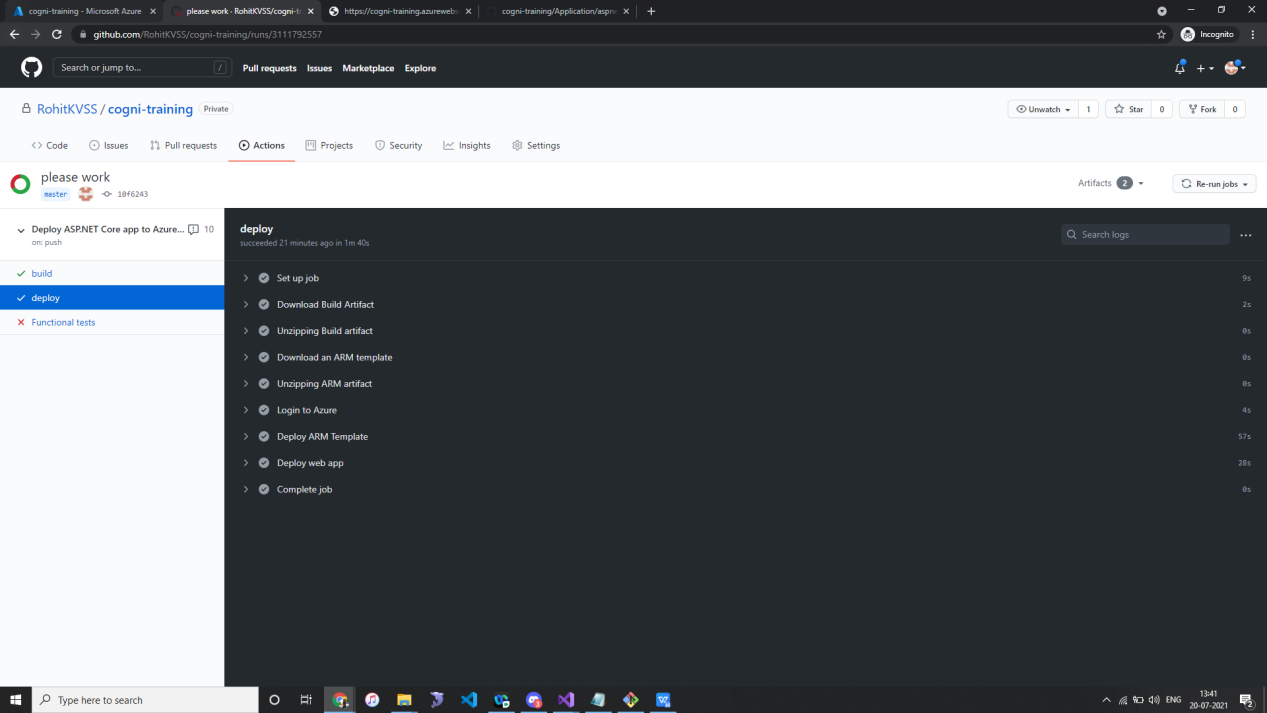 cogni-training - Microsoft Azure
please work · RohitKVSS/cogni-tr
https://cogni-training.azurewebs
cogni-training/Application/aspne
github.com/RohitKVSS/cogni-training/runs/3111792557
Incognito
Search or jump to...
/
Pull requests
Issues
Marketplace
Explore
RohitKVSS / cogni-training
Private
Unwatch
1
Star
0
Fork
0
Code
Issues
Pull requests
Actions
Projects
Security
Insights
Settings
please work
master
10f6243
Artifacts 2
Re-run jobs
Deploy ASP.NET Core app to Azure...
10
on: push
build
deploy
Functional tests
deploy
succeeded 21 minutes ago in 1m 40s
Search logs
Set up job
9s
Download Build Artifact
2s
Unzipping Build artifact
0s
Download an ARM template
0s
Unzipping ARM artifact
0s
Login to Azure
4s
Deploy ARM Template
57s
Deploy web app
28s
Complete job
0s
Type here to search
ENG
13:41
20-07-2021
2